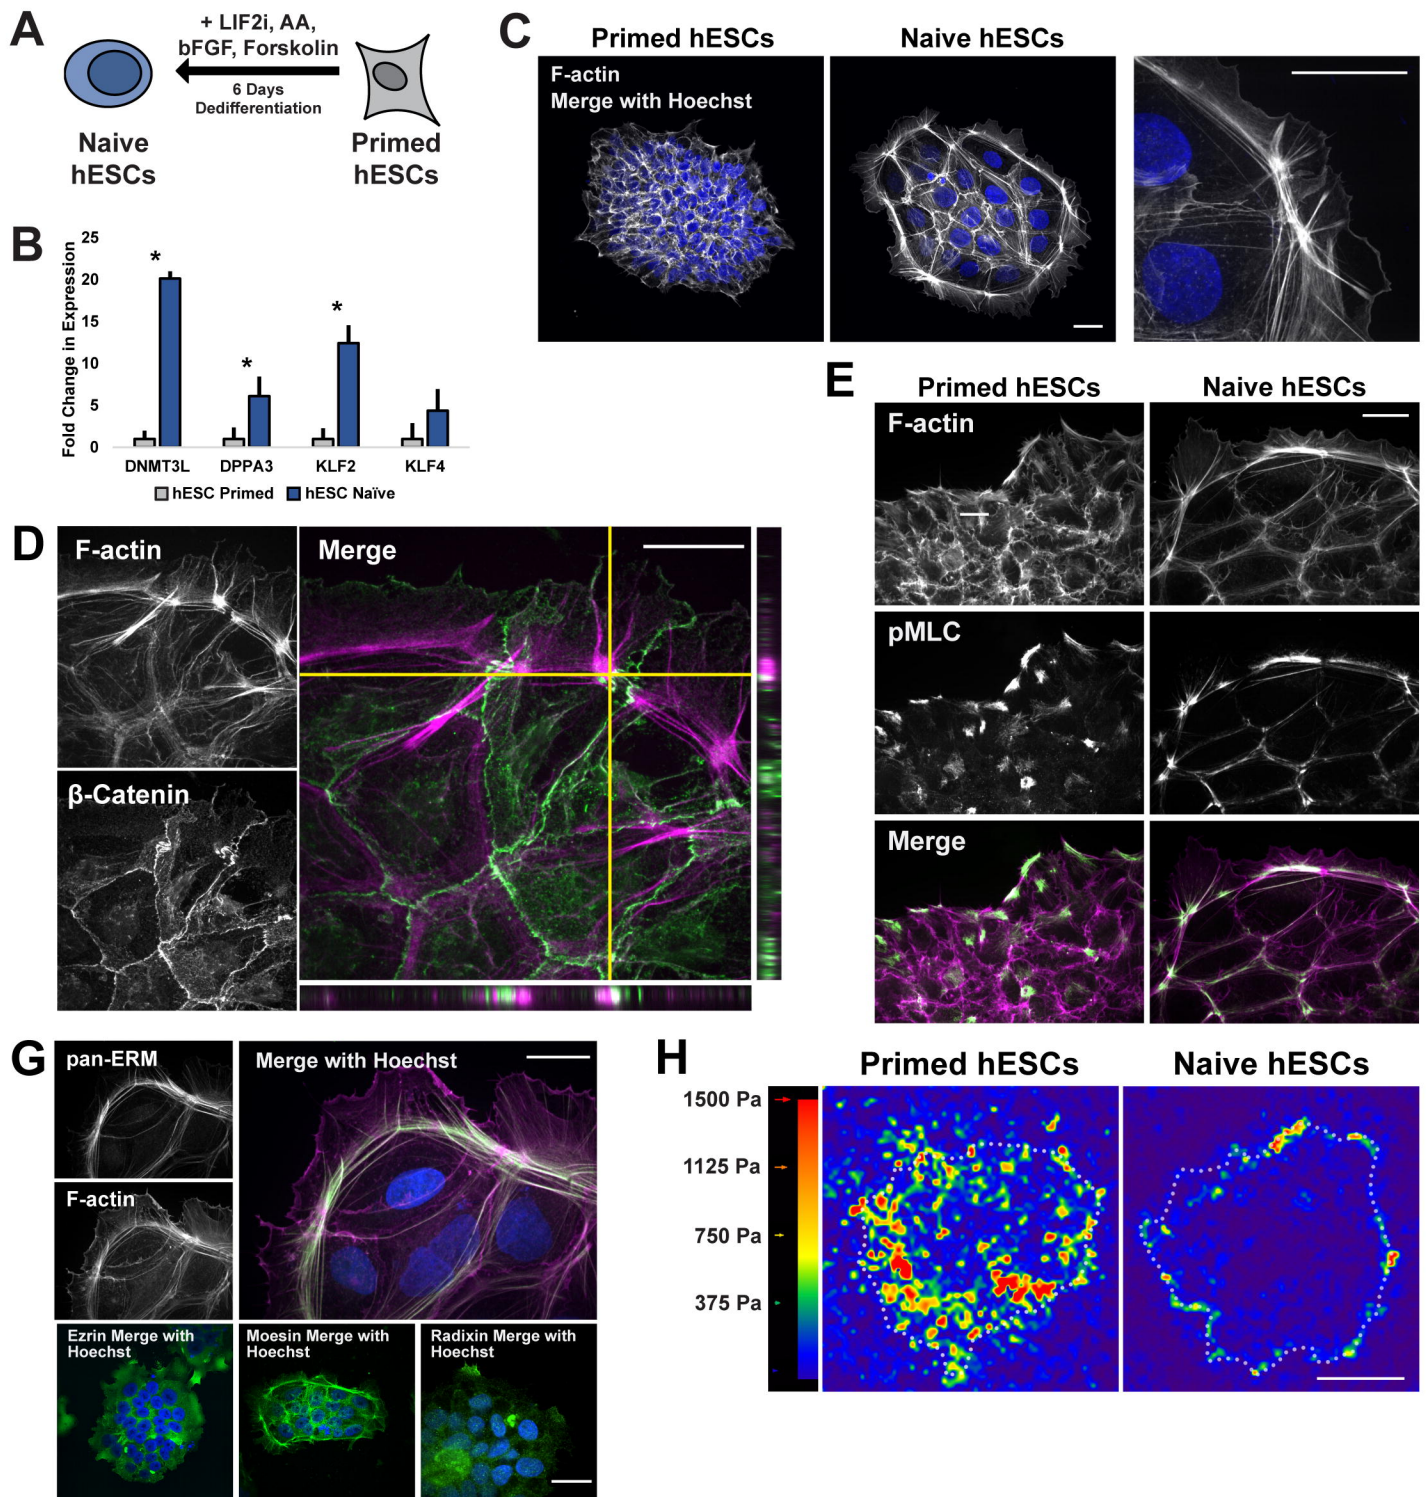 A
+ LIF2i, AA,
bFGF, Forskolin
6 Days
Dedifferentiation
Naive
hESCs
Primed
hESCs
B
Fold Change in Expression
25
20
15
10
5
0
*
*
*
DNMT3L
DPPA3
KLF2
KLF4
hESC Primed
hESC Naïve
C
Primed hESCs
Naive hESCs
F-actin
Merge with Hoechst
D
F-actin
Merge
β-Catenin
E
Primed hESCs
Naive hESCs
F-actin
pMLC
Merge
G
pan-ERM
Merge with Hoechst
F-actin
Ezrin Merge with
Hoechst
Moesin Merge with
Hoechst
Radixin Merge with
Hoechst
H
Primed hESCs
Naive hESCs
1500 Pa
1125 Pa
750 Pa
375 Pa